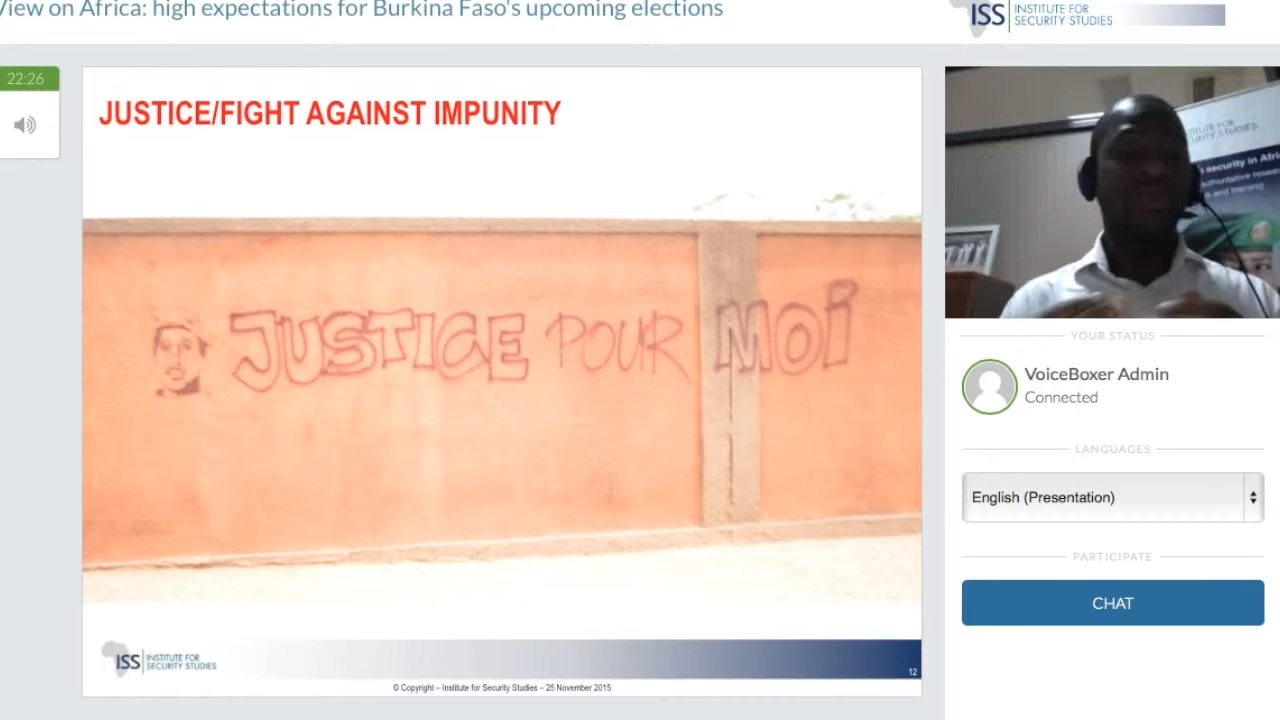 View on Africa: high expectations for Burkina Faso's upcoming elections
ISS INSTITUTE FOR
SECURITY STUDIES
22:26
JUSTICE/FIGHT AGAINST IMPUNITY
JUSTICE POUR MOI
ISS INSTITUTE FOR
SECURITY STUDIES
12
© Copyright – Institute for Security Studies – 25 November 2015
YOUR STATUS
VoiceBoxer Admin
Connected
LANGUAGES
English (Presentation)
PARTICIPATE
CHAT